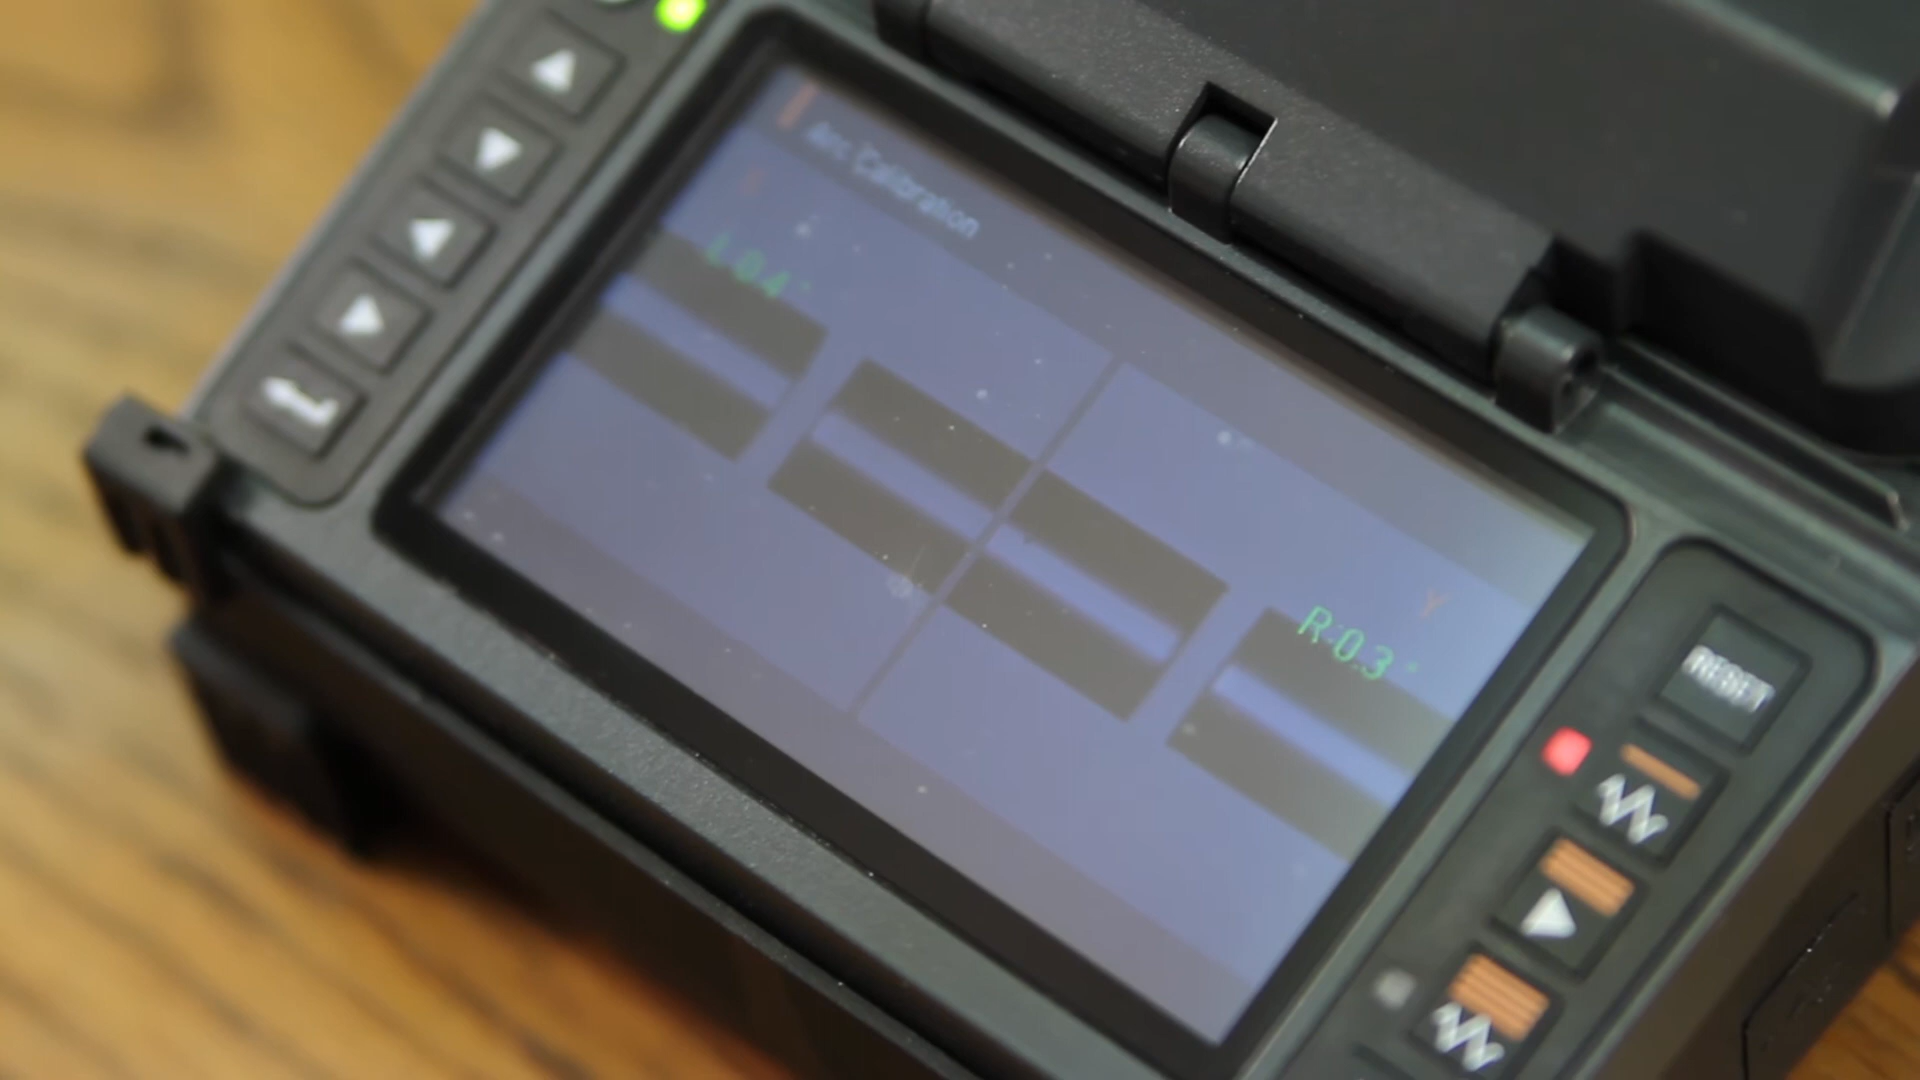 Arc Calibration
L:0.4°
R:0.3°
Y
RESET